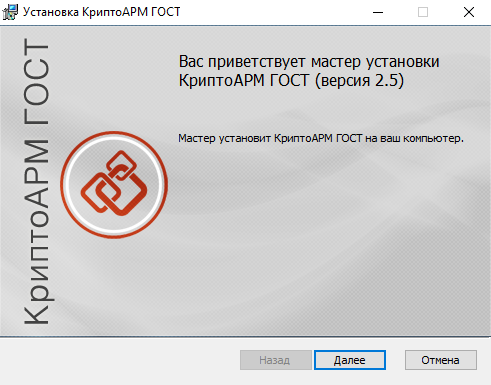 Установка КриптоАРМ ГОСТ
КриптоАРМ ГОСТ
Вас приветствует мастер установки
КриптоАРМ ГОСТ (версия 2.5)
Мастер установит КриптоАРМ ГОСТ на ваш компьютер.
Назад
Далее
Отмена